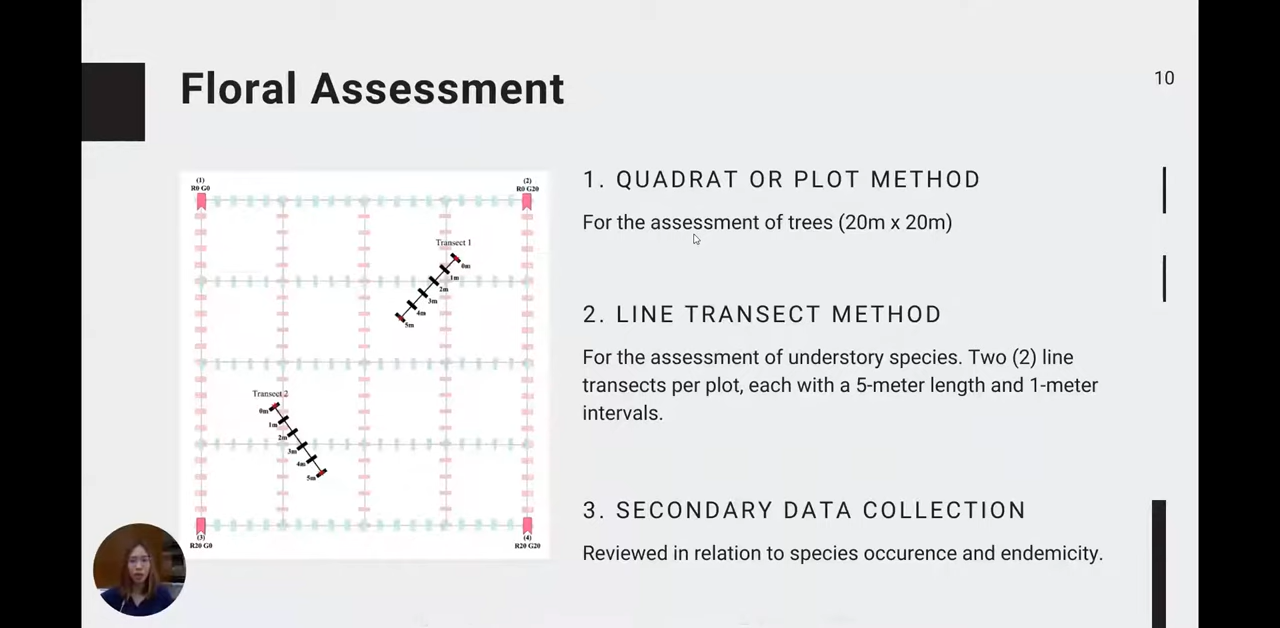 Floral Assessment
10
(1)
R0 G0
(2)
R0 G20
Transect 1
0m
1m
2m
3m
4m
5m
Transect 2
0m
1m
2m
3m
4m
5m
(3)
R20 G0
(4)
R20 G20
1. QUADRAT OR PLOT METHOD
For the assessment of trees (20m x 20m)
2. LINE TRANSECT METHOD
For the assessment of understory species. Two (2) line
transects per plot, each with a 5-meter length and 1-meter
intervals.
3. SECONDARY DATA COLLECTION
Reviewed in relation to species occurence and endemicity.